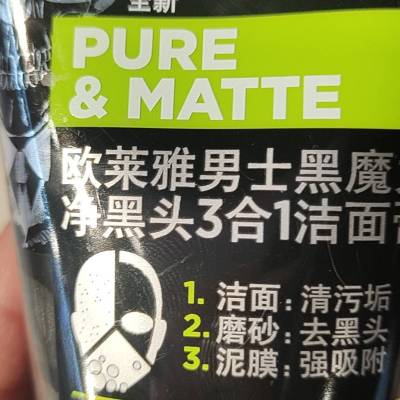 全新
PURE
& MATTE
欧莱雅男士黑魔
净黑头3合1洁面
1. 洁面:清污垢
2. 磨砂:去黑头
3. 泥膜:强吸附